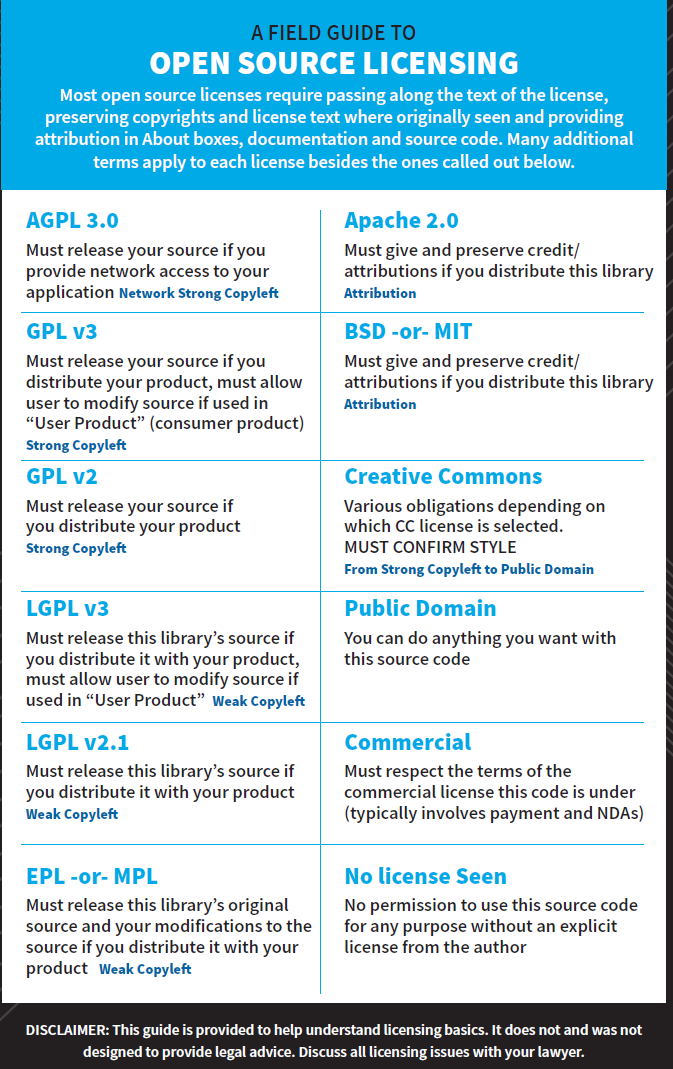 A FIELD GUIDE TO
OPEN SOURCE LICENSING
Most open source licenses require passing along the text of the license,
preserving copyrights and license text where originally seen and providing
attribution in About boxes, documentation and source code. Many additional
terms apply to each license besides the ones called out below.
AGPL 3.0
Must release your source if you
provide network access to your
application Network Strong Copyleft
GPL v3
Must release your source if you
distribute your product, must allow
user to modify source if used in
“User Product” (consumer product)
Strong Copyleft
GPL v2
Must release your source if
you distribute your product
Strong Copyleft
LGPL v3
Must release this library’s source if
you distribute it with your product,
must allow user to modify source if
used in “User Product” Weak Copyleft
LGPL v2.1
Must release this library’s source if
you distribute it with your product
Weak Copyleft
EPL -or- MPL
Must release this library’s original
source and your modifications to the
source if you distribute it with your
product Weak Copyleft
Apache 2.0
Must give and preserve credit/
attributions if you distribute this library
Attribution
BSD -or- MIT
Must give and preserve credit/
attributions if you distribute this library
Attribution
Creative Commons
Various obligations depending on
which CC license is selected.
MUST CONFIRM STYLE
From Strong Copyleft to Public Domain
Public Domain
You can do anything you want with
this source code
Commercial
Must respect the terms of the
commercial license this code is under
(typically involves payment and NDAs)
No license Seen
No permission to use this source code
for any purpose without an explicit
license from the author
DISCLAIMER: This guide is provided to help understand licensing basics. It does not and was not
designed to provide legal advice. Discuss all licensing issues with your lawyer.